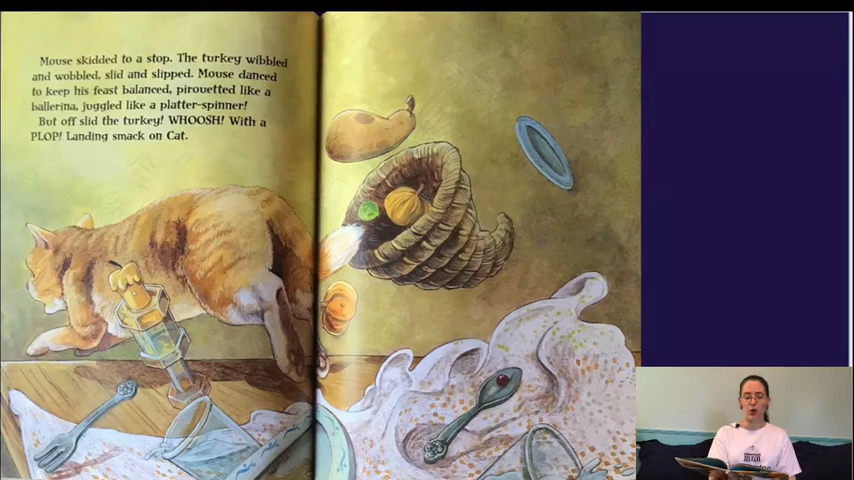 Mouse skidded to a stop. The turkey wibbled
and wobbled, slid and slipped. Mouse danced
to keep his feast balanced, pirouetted like a
ballerina, juggled like a platter-spinner!
But off slid the turkey! WHOOSH! With a
PLOP! Landing smack on Cat.